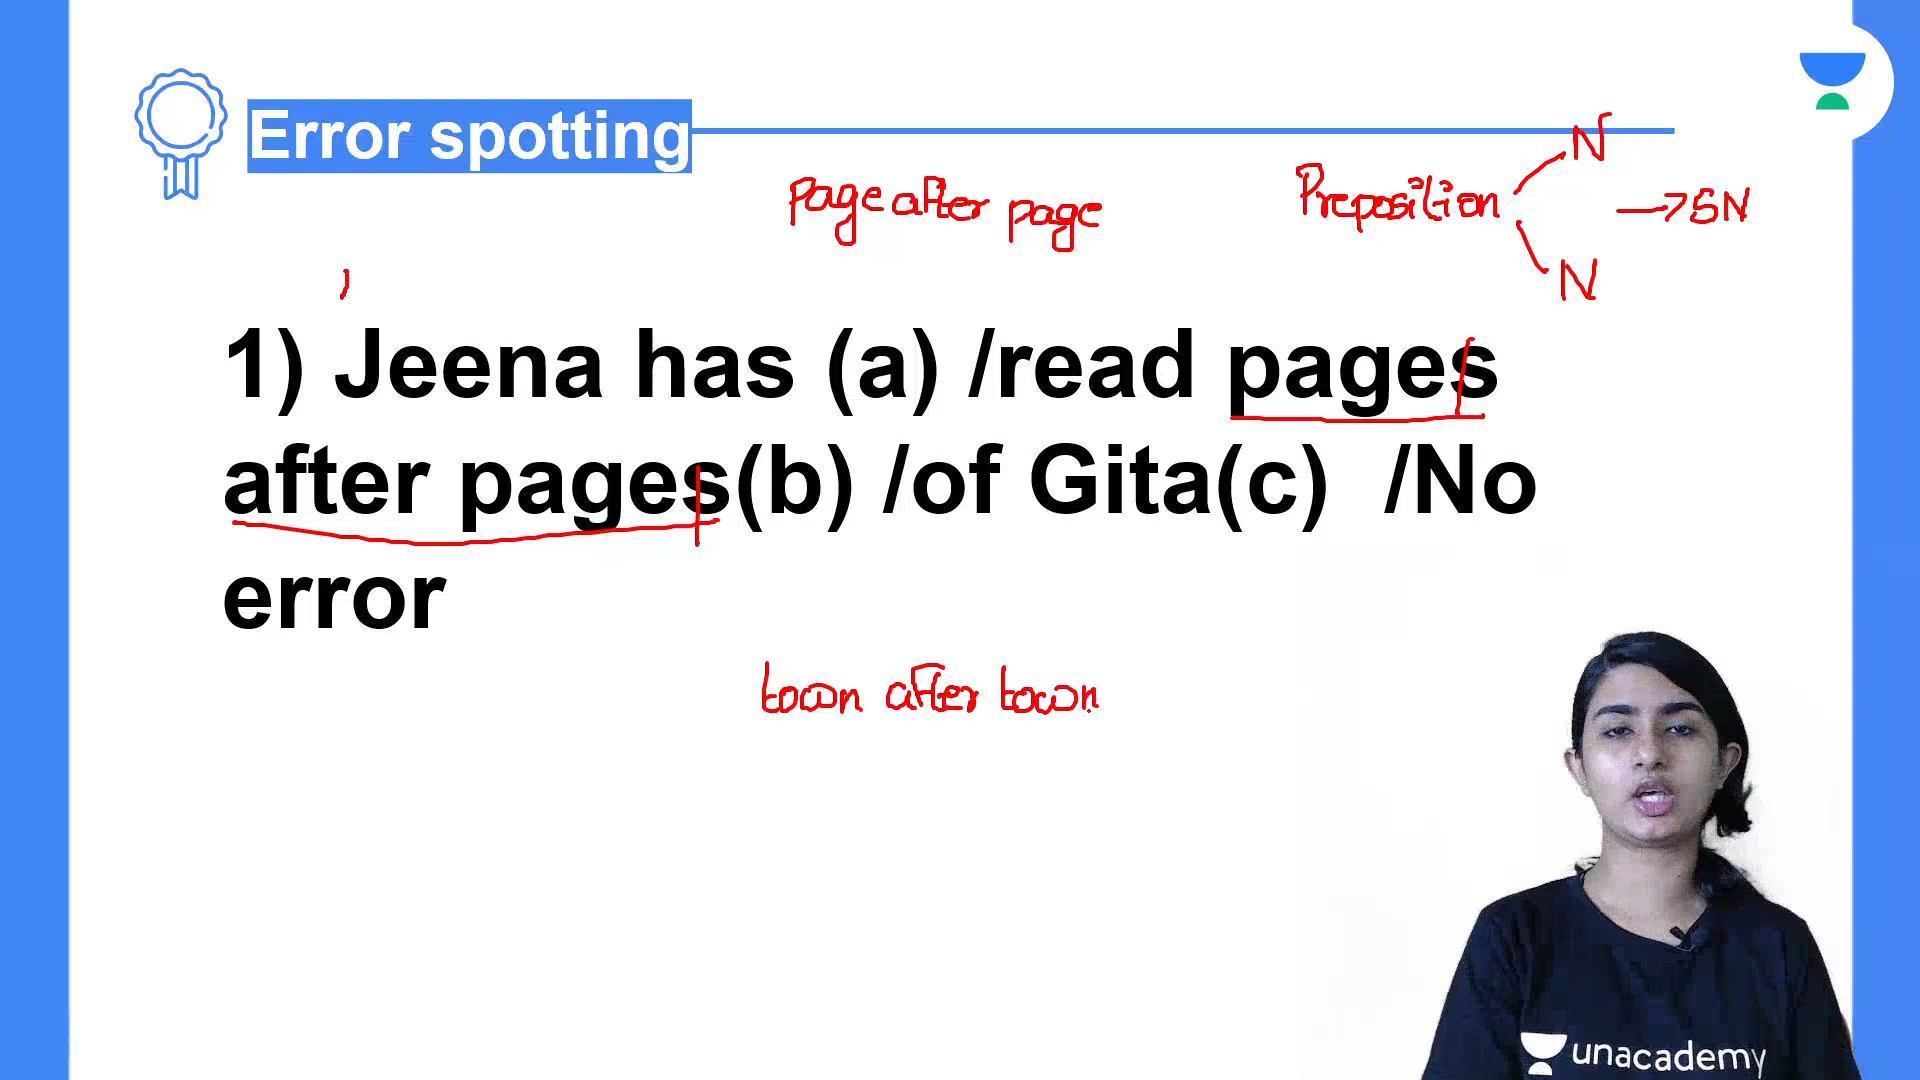 Error spotting
Page after page
Preposition
N
N
→ SN
1) Jeena has (a) /read pages
after pages(b) /of Gita(c) /No
error
town after town
unacademy